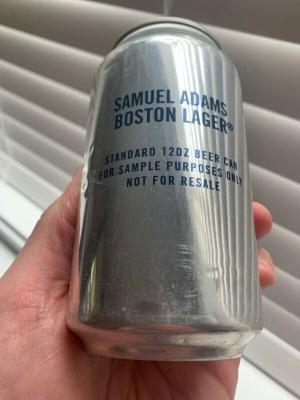 SAMUEL ADAMS
BOSTON LAGER®
STANDARD 12OZ BEER CAN
FOR SAMPLE PURPOSES ONLY
NOT FOR RESALE